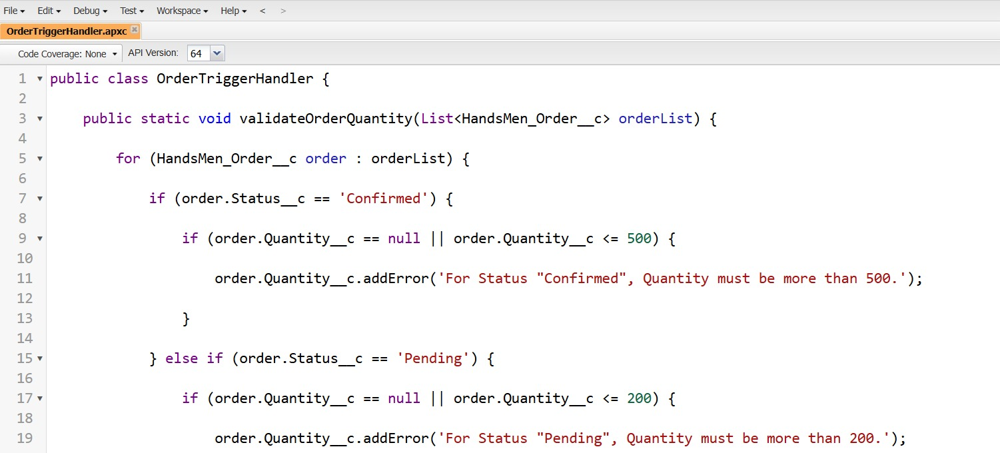 File Edit Debug Test Workspace Help < >
OrderTriggerHandler.apxc
Code Coverage: None API Version: 64
1 public class OrderTriggerHandler {
2
3 public static void validateOrderQuantity(List<HandsMen_Order__c> orderList) {
4
5 for (HandsMen_Order__c order : orderList) {
6
7 if (order.Status__c == 'Confirmed') {
8
9 if (order.Quantity__c == null || order.Quantity__c <= 500) {
10
11 order.Quantity__c.addError('For Status "Confirmed", Quantity must be more than 500.');
12
13 }
14
15 } else if (order.Status__c == 'Pending') {
16
17 if (order.Quantity__c == null || order.Quantity__c <= 200) {
18
19 order.Quantity__c.addError('For Status "Pending", Quantity must be more than 200.');